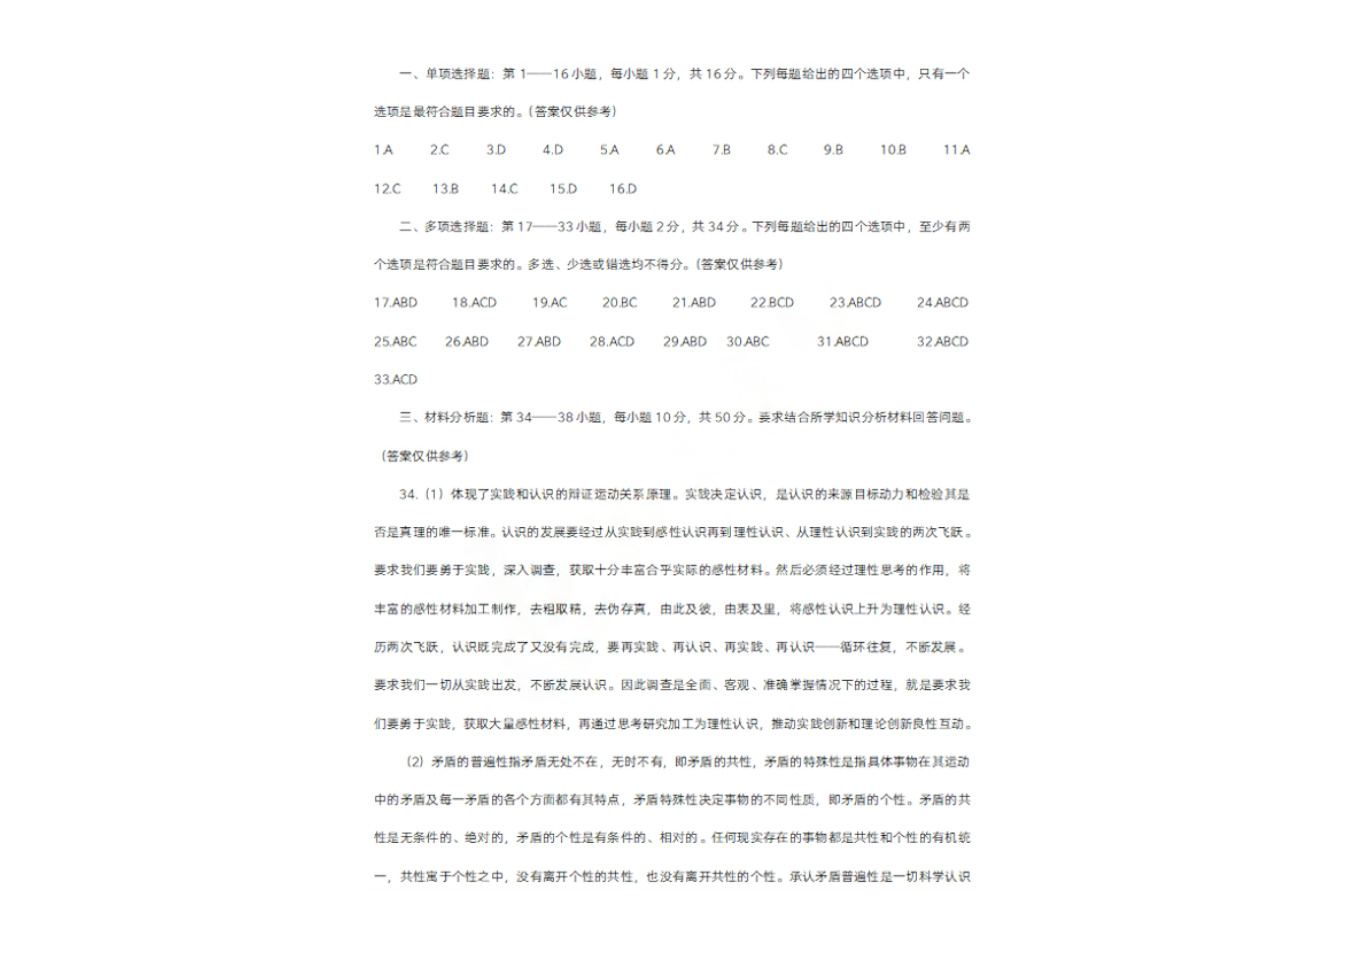 一、单项选择题：第 1——16 小题，每小题 1 分，共 16 分。下列每题给出的四个选项中，只有一个
选项是最符合题目要求的。（答案仅供参考）
1.A 2.C 3.D 4.D 5.A 6.A 7.B 8.C 9.B 10.B 11.A
12.C 13.B 14.C 15.D 16.D
二、多项选择题：第 17——33 小题，每小题 2 分，共 34 分。下列每题给出的四个选项中，至少有两
个选项是符合题目要求的。多选、少选或错选均不得分。（答案仅供参考）
17.ABD 18.ACD 19.AC 20.BC 21.ABD 22.BCD 23.ABCD 24.ABCD
25.ABC 26.ABD 27.ABD 28.ACD 29.ABD 30.ABC 31.ABCD 32.ABCD
33.ACD
三、材料分析题：第 34——38 小题，每小题 10 分，共 50 分。要求结合所学知识分析材料回答问题。
（答案仅供参考）
34.（1）体现了实践和认识的辩证运动关系原理。实践决定认识，是认识的来源目标动力和检验其是
否是真理的唯一标准。认识的发展要经过从实践到感性认识再到理性认识、从理性认识到实践的两次飞跃。
要求我们要勇于实践，深入调查，获取十分丰富合乎实际的感性材料。然后必须经过理性思考的作用，将
丰富的感性材料加工制作，去粗取精，去伪存真，由此及彼，由表及里，将感性认识上升为理性认识。经
历两次飞跃，认识既完成了又没有完成，要再实践、再认识、再实践、再认识——循环往复，不断发展。
要求我们一切从实践出发，不断发展认识。因此调查是全面、客观、准确掌握情况下的过程，就是要求我
们要勇于实践，获取大量感性材料，再通过思考研究加工为理性认识，推动实践创新和理论创新良性互动。
（2）矛盾的普遍性指矛盾无处不在，无时不有，即矛盾的共性，矛盾的特殊性是指具体事物在其运动
中的矛盾及每一矛盾的各个方面都有其特点，矛盾特殊性决定事物的不同性质，即矛盾的个性。矛盾的共
性是无条件的、绝对的，矛盾的个性是有条件的、相对的。任何现实存在的事物都是共性和个性的有机统
一，共性寓于个性之中，没有离开个性的共性，也没有离开共性的个性。承认矛盾普遍性是一切科学认识